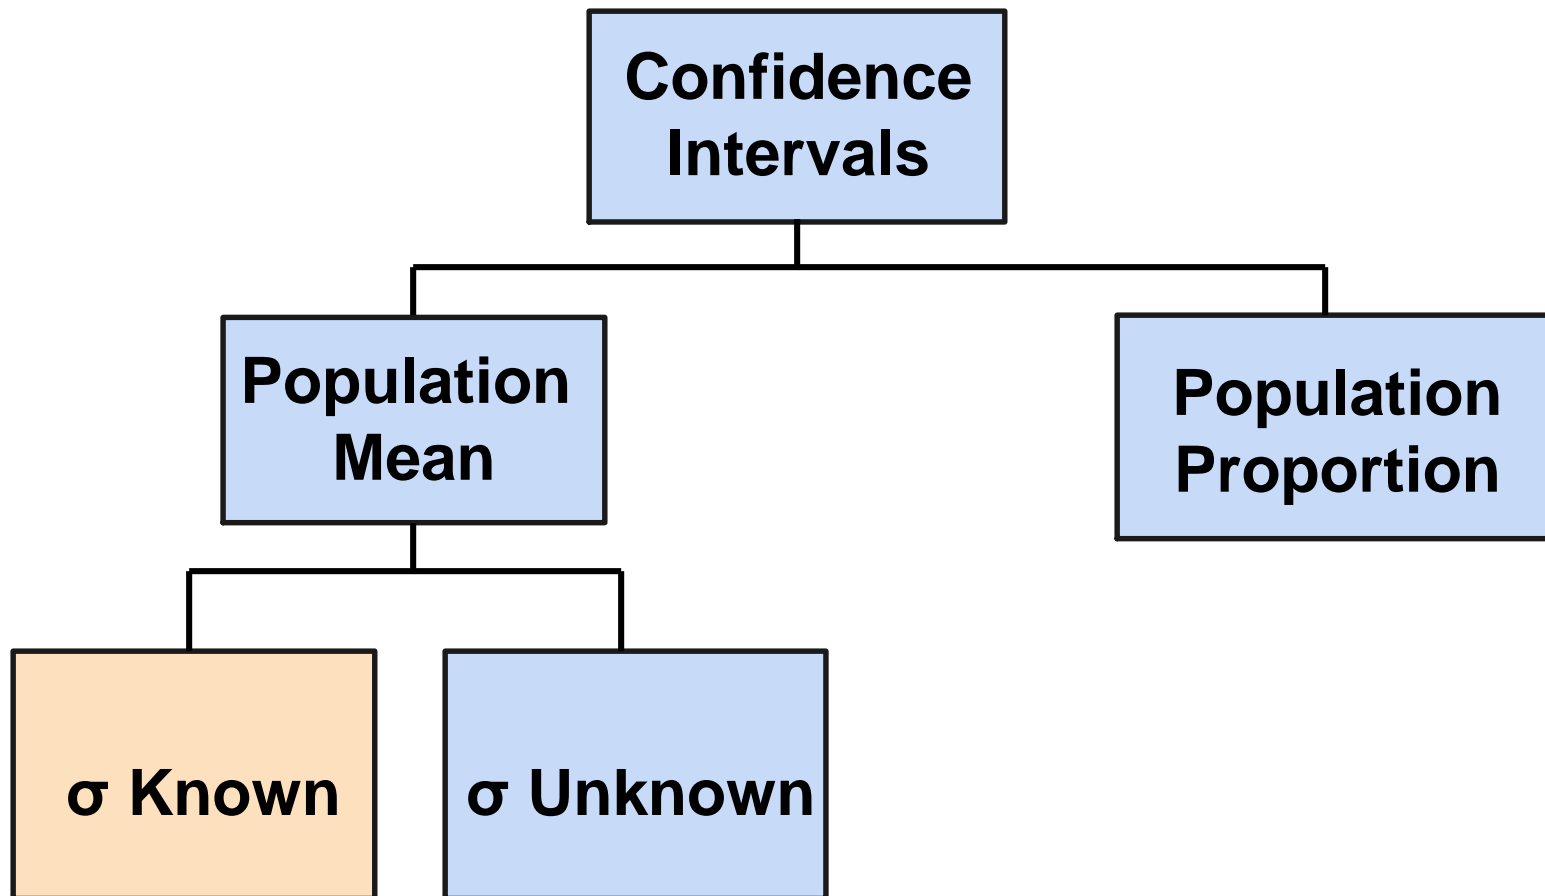 Confidence
Intervals
Population
Mean
Population
Proportion
σ Known
σ Unknown